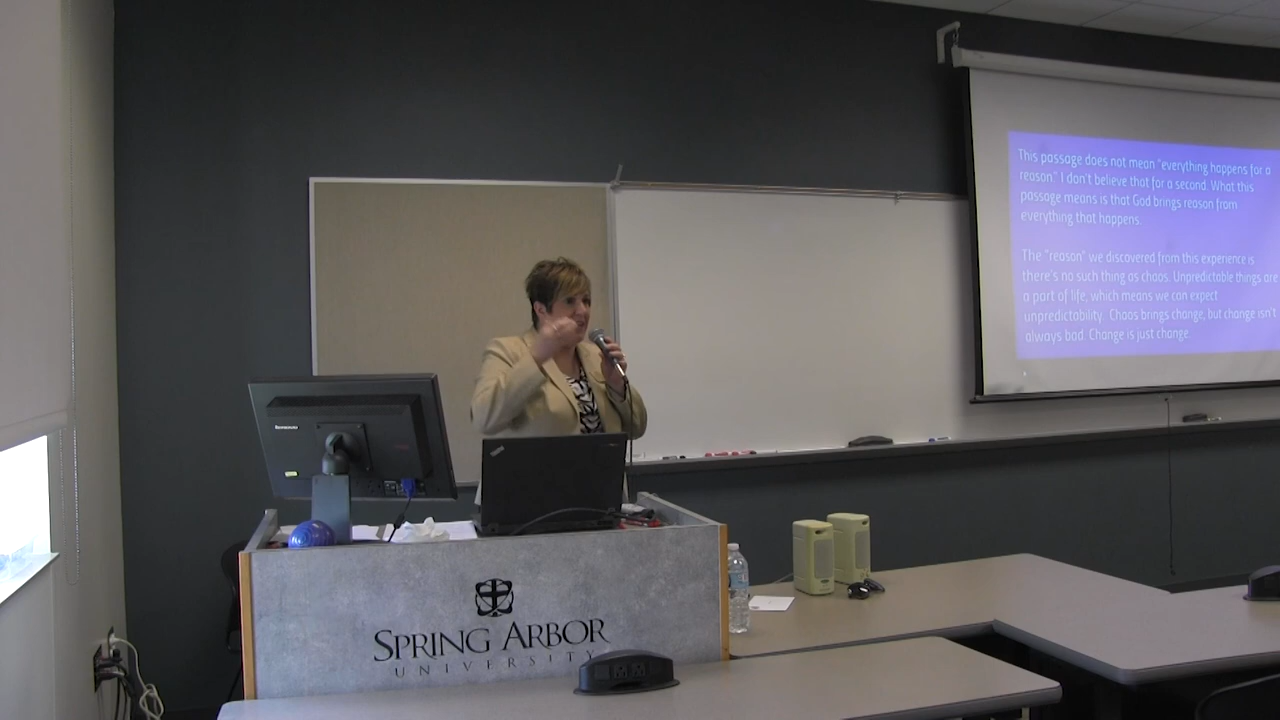 This passage does not mean "everything happens for a
reason." I don't believe that for a second. What this
passage means is that God brings reason from
everything that happens.
The "reason" we discovered from this experience is
there's no such thing as chaos. Unpredictable things are
a part of life, which means we can expect
unpredictability. Chaos brings change, but change isn't
always bad. Change is just change.
lenovo
SPRING ARBOR
UNIVERSITY